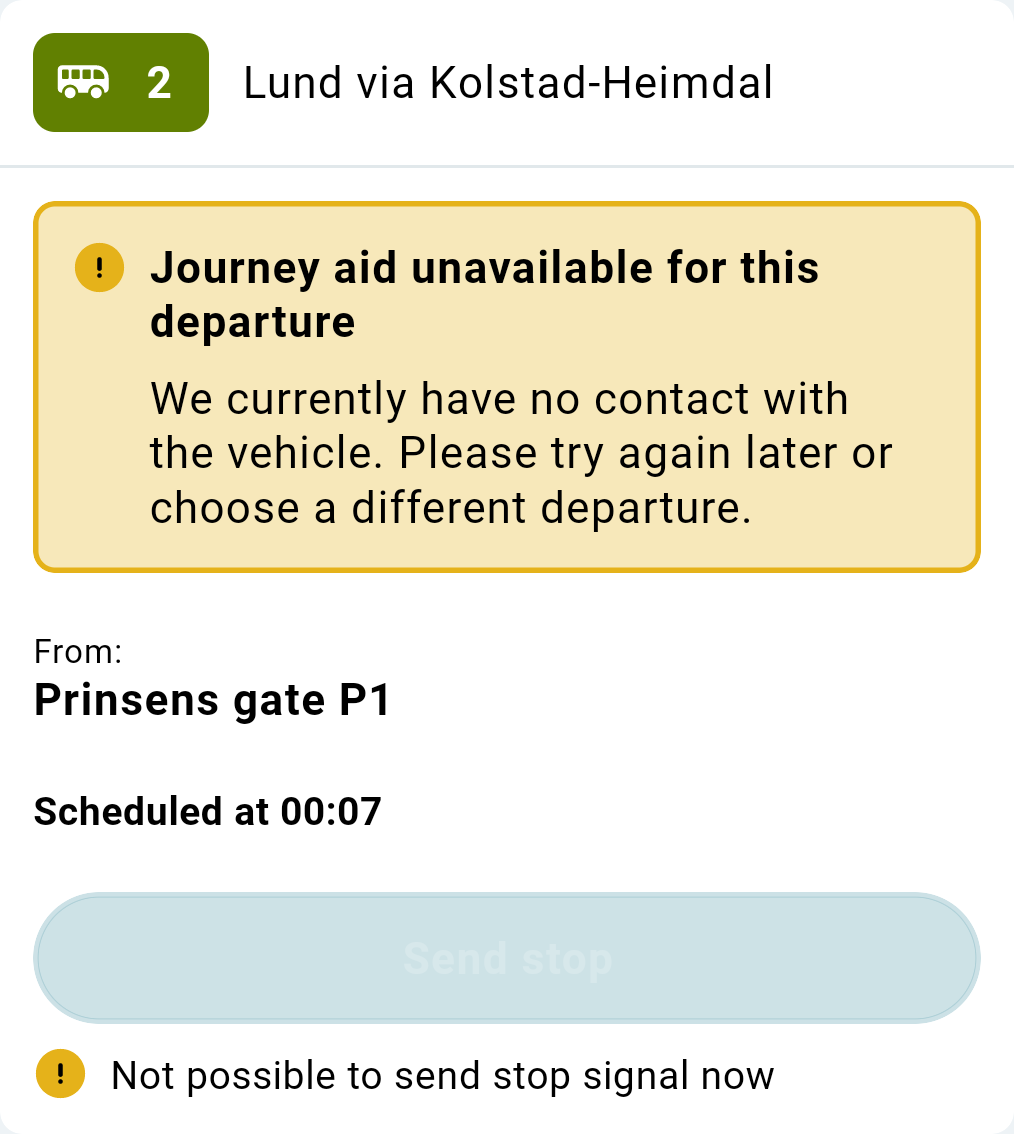 2 Lund via Kolstad-Heimdal
Journey aid unavailable for this
departure
We currently have no contact with
the vehicle. Please try again later or
choose a different departure.
From:
Prinsens gate P1
Scheduled at 00:07
Send stop
Not possible to send stop signal now